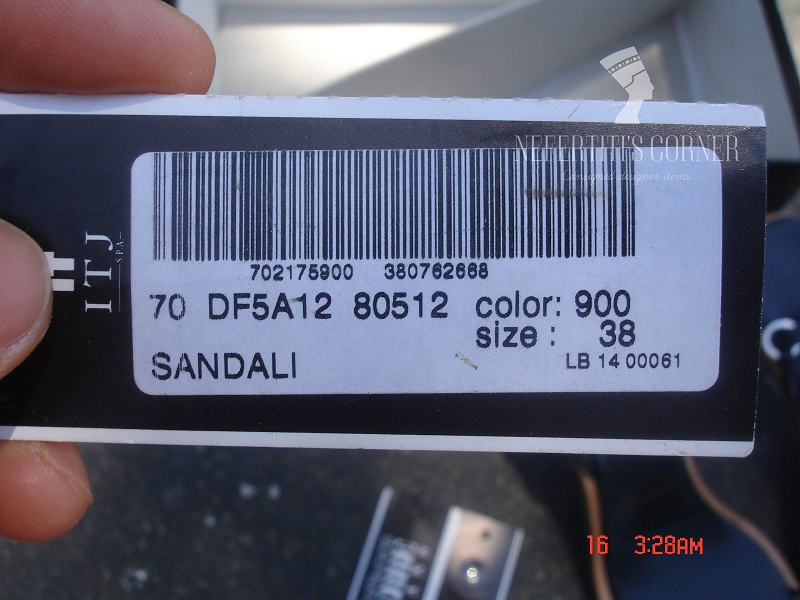 NEFERTITI'S CORNER
Consigned designer items
ITJ
SPA
702175900 380762668
70 DF5A12 80512 color: 900
size : 38
SANDALI
LB 14 00061
16 3:28AM